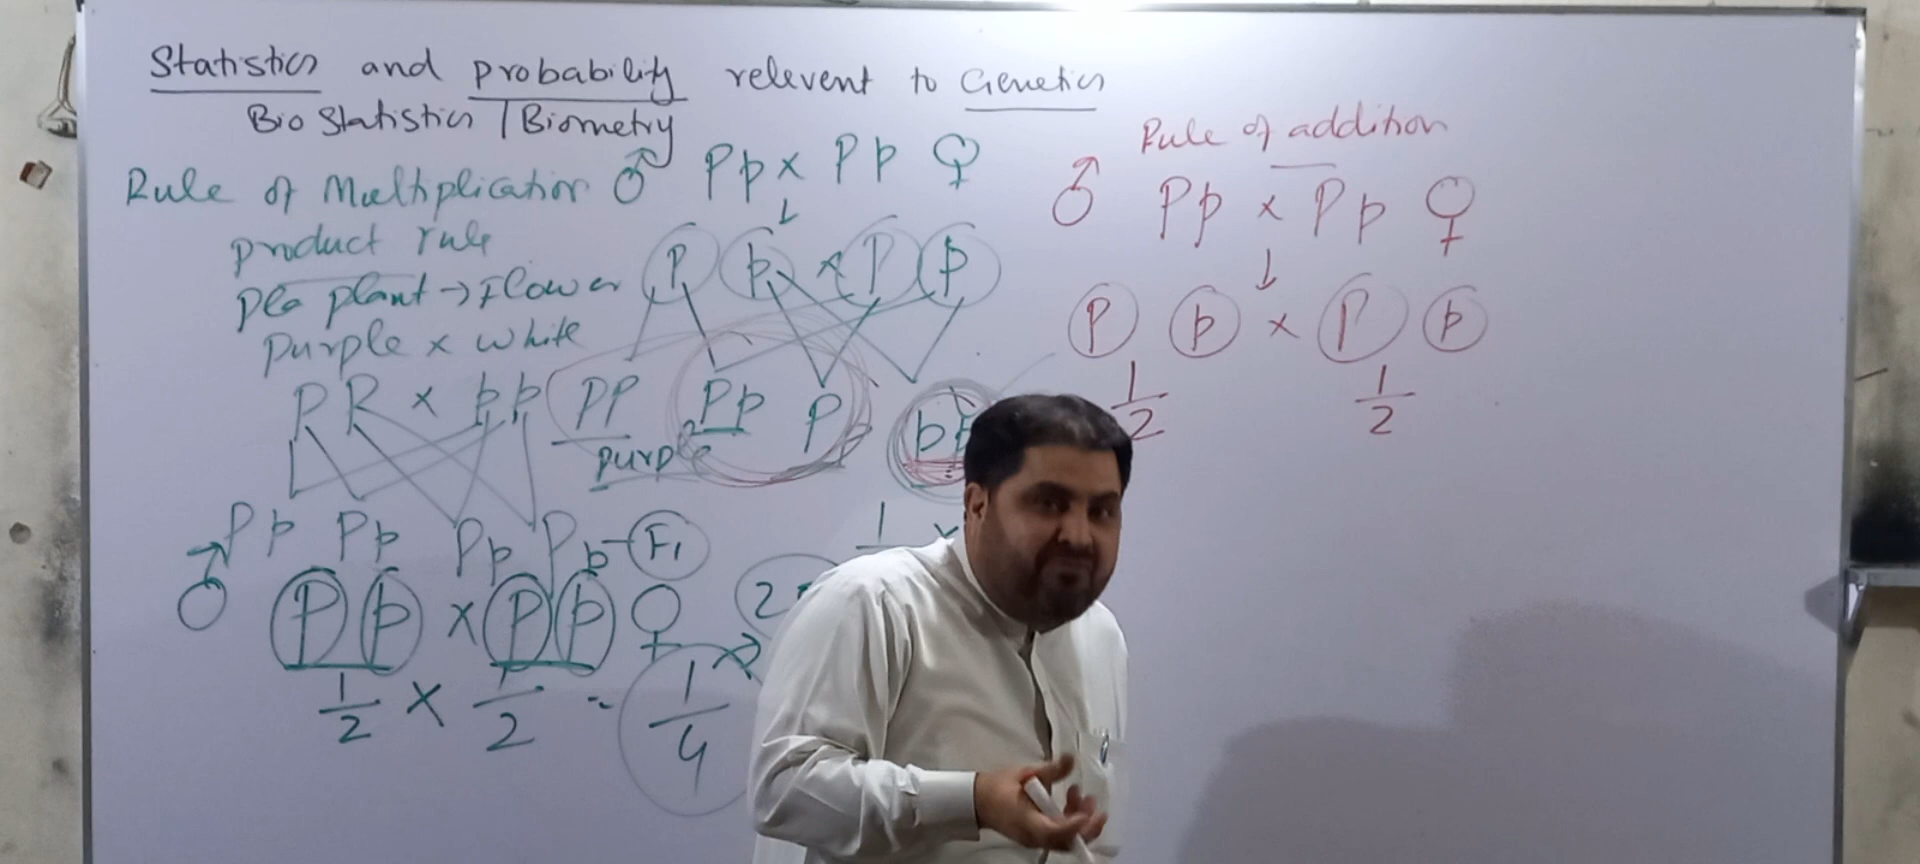 Statistics and probability relevent to Genetics
Bio Statistics / Biometry
Rule of Multiplication ♂ Pp x Pp ♀
↓
product rule
P p x P p
pea plant → Flower
purple x white
PR x pp
PP Pp Pp
purple
Pp Pp Pp Pp - F1
♂ P p x P p ♀
1/2 x 1/2 = 1/4
Rule of addition
♂ Pp x Pp ♀
↓
P p x P p
1/2 1/2